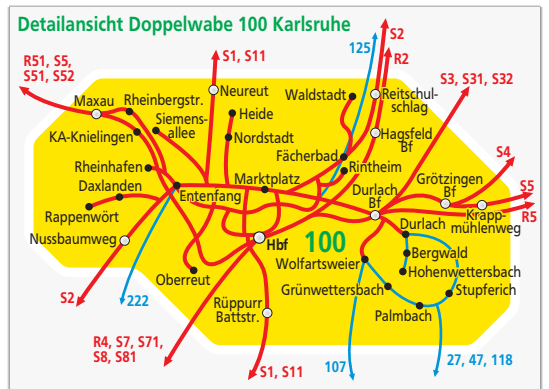 Detailansicht Doppelwabe 100 Karlsruhe
R51, S5,
S51, S52
S1, S11
125
S2
R2
S3, S31, S32
Maxau
Rheinbergstr.
Siemens-
allee
Neureut
Heide
Nordstadt
Waldstadt
Reitschul-
schlag
Hagsfeld
Bf
KA-Knielingen
Fächerbad
Rintheim
S4
Rheinhafen
Daxlanden
Marktplatz
Durlach
Bf
Grötzingen
Bf
S5
R5
Rappenwört
Entenfang
Krapp-
mühlenweg
Nussbaumweg
Hbf
100
Durlach
Wolfartsweier
Bergwald
Hohenwettersbach
Oberreut
Grünwettersbach
Stupferich
S2
222
Rüppurr
Battstr.
Palmbach
R4, S7, S71,
S8, S81
S1, S11
107
27, 47, 118